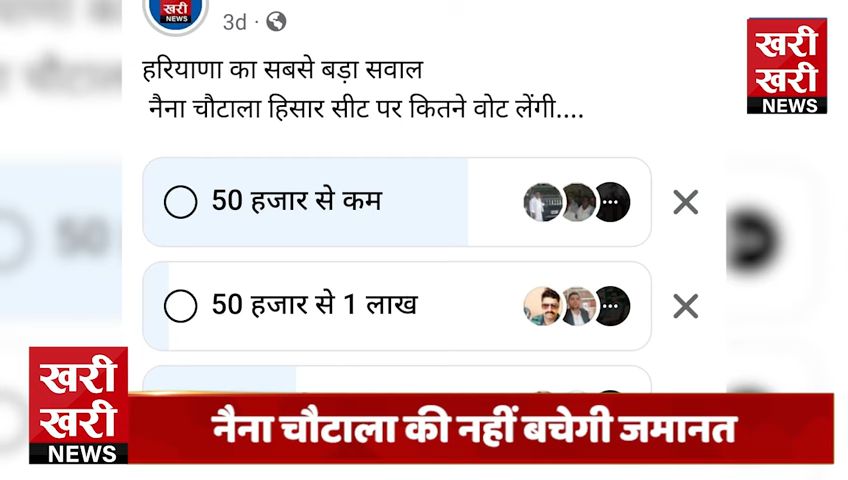 खरी
NEWS
3d ·
हरियाणा का सबसे बड़ा सवाल
नैना चौटाला हिसार सीट पर कितने वोट लेंगी....
खरी
खरी
NEWS
50 हजार से कम
50 हजार से 1 लाख
खरी
खरी
NEWS
नैना चौटाला की नहीं बचेगी जमानत